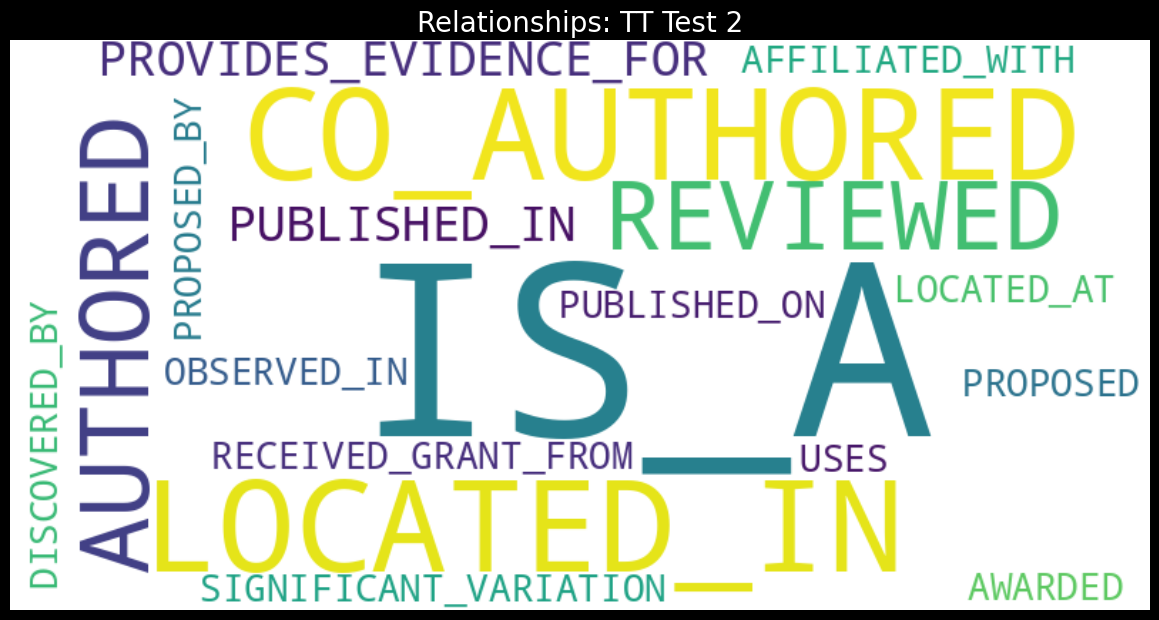 Relationships: TT Test 2
PROVIDES_EVIDENCE_FOR
AFFILIATED_WITH
CO_AUTHORED
AUTHORED
PROPOSED_BY
REVIEWED
PUBLISHED_IN
IS_A
PUBLISHED_ON
LOCATED_AT
DISCOVERED_BY
OBSERVED_IN
PROPOSED
RECEIVED_GRANT_FROM
USES
LOCATED_IN
SIGNIFICANT_VARIATION
AWARDED